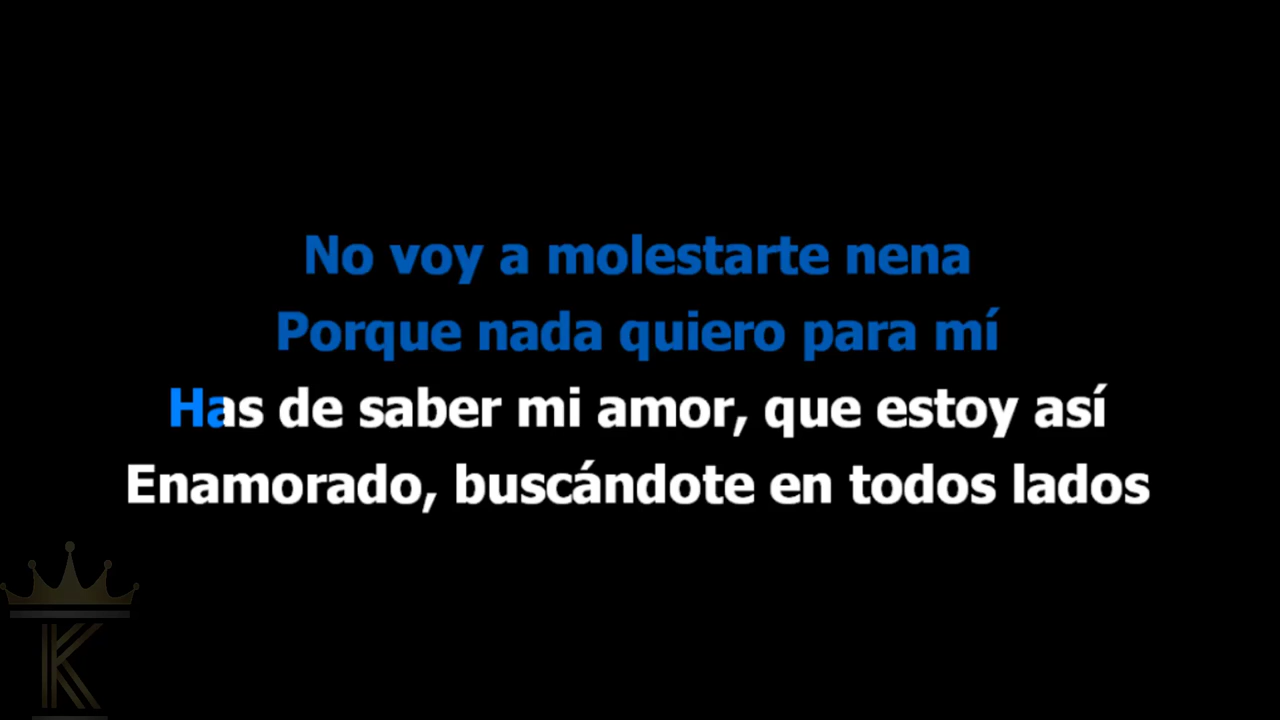 No voy a molestarte nena
Porque nada quiero para mí
Has de saber mi amor, que estoy así
Enamorado, buscándote en todos lados
K